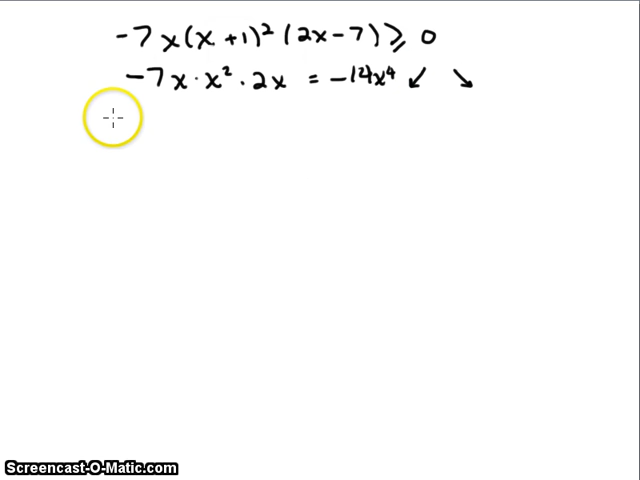 -7x(x+1)²(2x-7)≥0
-7x·x²·2x = -14x⁴ ↙ ↘
Screencast-O-Matic.com